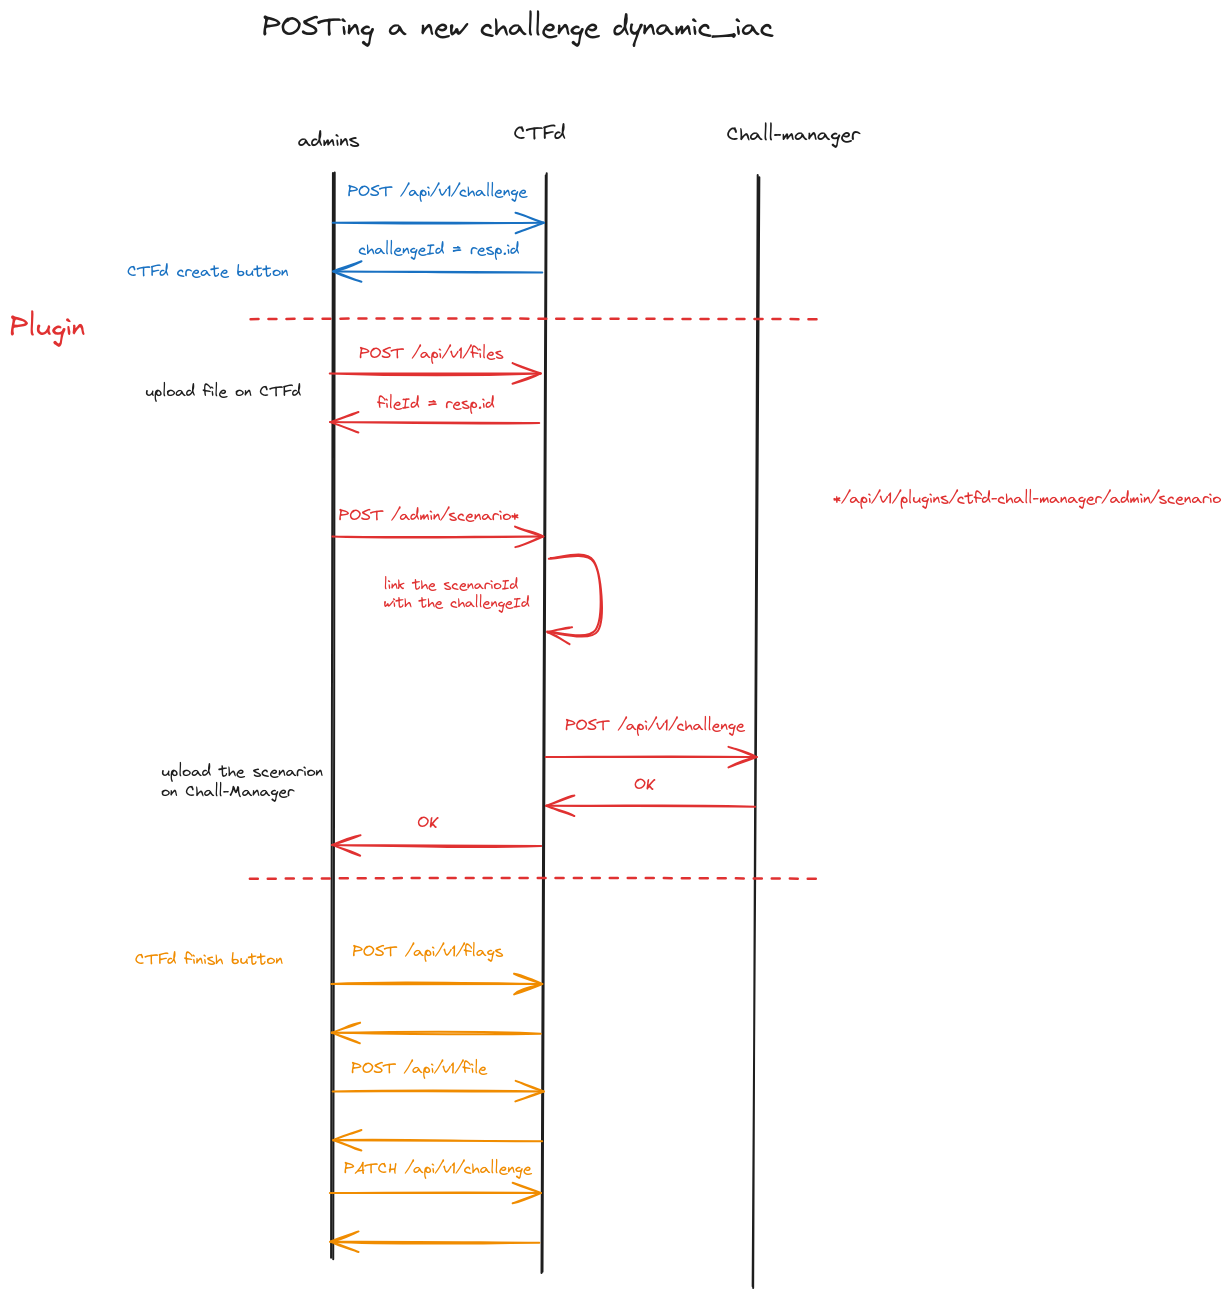 POSTing a new challenge dynamic_iac
admins
CTFd
Chall-manager
POST /api/v1/challenge
challengeId = resp.id
CTFd create button
Plugin
POST /api/v1/files
upload file on CTFd
fileId = resp.id
*/api/v1/plugins/ctfd-chall-manager/admin/scenario
POST /admin/scenario*
link the scenarioId
with the challengeId
POST /api/v1/challenge
upload the scenarion
on Chall-Manager
OK
OK
CTFd finish button
POST /api/v1/flags
POST /api/v1/file
PATCH /api/v1/challenge